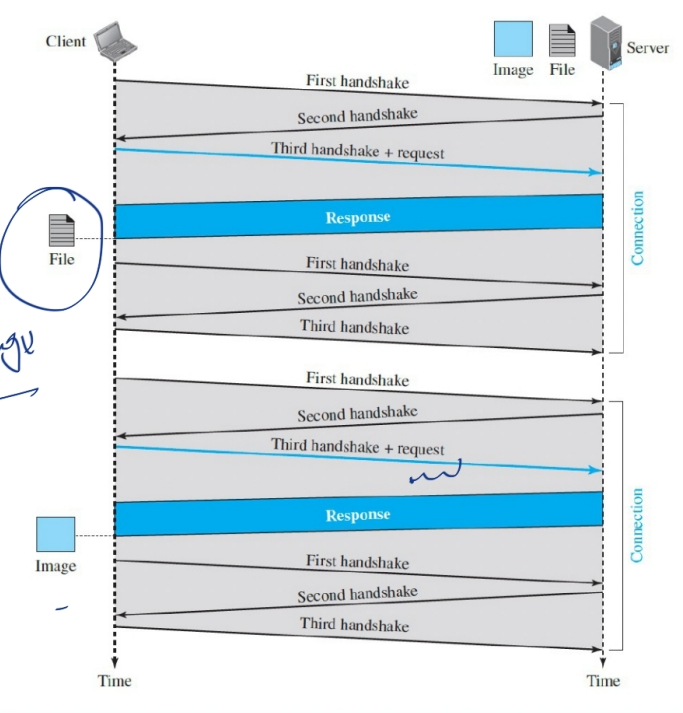 Client
Server
Image File
First handshake
Second handshake
Third handshake + request
Response
File
First handshake
Second handshake
Third handshake
Connection
First handshake
Second handshake
Third handshake + request
Response
Image
First handshake
Second handshake
Third handshake
Connection
Time
Time